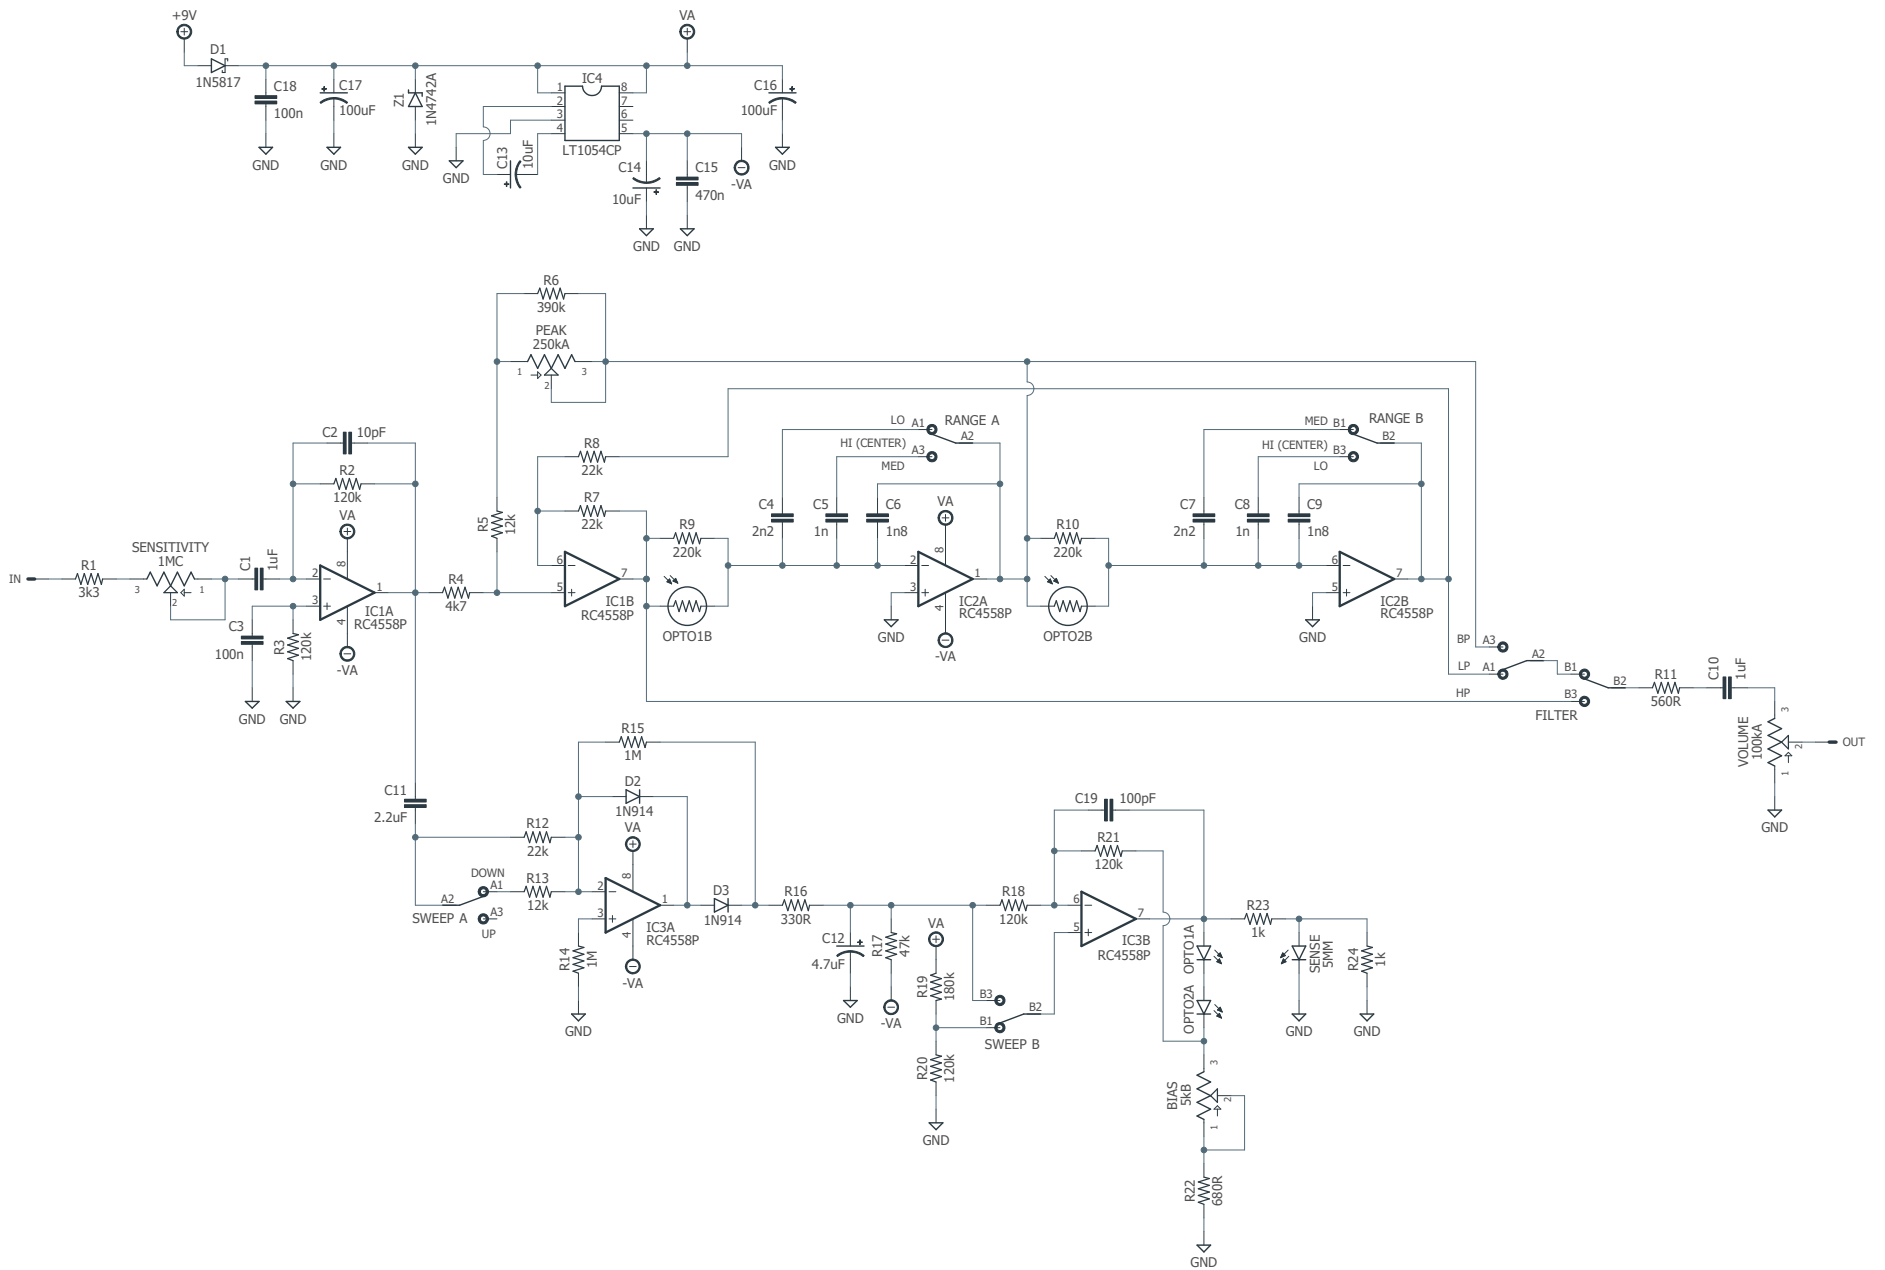 +9V
VA
D1
1N5817
C18
100n
C17
100uF
Z1
1N4742A
IC4
1
2
3
4
8
7
6
5
LT1054CP
C16
100uF
GND
GND
GND
GND
C13
10uF
C14
10uF
C15
470n
-VA
GND
GND
GND
R6
390k
PEAK
250kA
1
2
3
C2
10pF
R2
120k
VA
R5
12k
R8
22k
R7
22k
R9
220k
LO
A1
RANGE A
A2
HI (CENTER)
A3
MED
C4
2n2
C5
1n
C6
1n8
VA
R10
220k
MED
B1
RANGE B
B2
HI (CENTER)
B3
LO
C7
2n2
C8
1n
C9
1n8
IN
R1
3k3
SENSITIVITY
1MC
3
2
1
C1
1uF
2
3
8
4
1
IC1A
RC4558P
-VA
C3
100n
R3
120k
GND
GND
R4
4k7
6
5
7
IC1B
RC4558P
OPTO1B
2
3
8
4
1
IC2A
RC4558P
GND
-VA
OPTO2B
6
5
7
IC2B
RC4558P
GND
BP
A3
LP
A1
A2
HP
B1
B3
B2
FILTER
R11
560R
C10
1uF
VOLUME
100kA
3
2
1
OUT
GND
C11
2.2uF
R15
1M
D2
1N914
VA
R12
22k
DOWN
A1
A2
SWEEP A
A3
UP
R13
12k
2
3
8
4
1
IC3A
RC4558P
-VA
R14
1M
GND
D3
1N914
R16
330R
C12
4.7uF
GND
R17
47k
-VA
VA
R19
180k
R20
120k
GND
B3
B1
B2
SWEEP B
R18
120k
C19
100pF
R21
120k
6
5
7
IC3B
RC4558P
OPTO1A
OPTO2A
R23
1k
SENSE
5MM
GND
R24
1k
GND
BIAS
5kB
3
2
1
R22
680R
GND